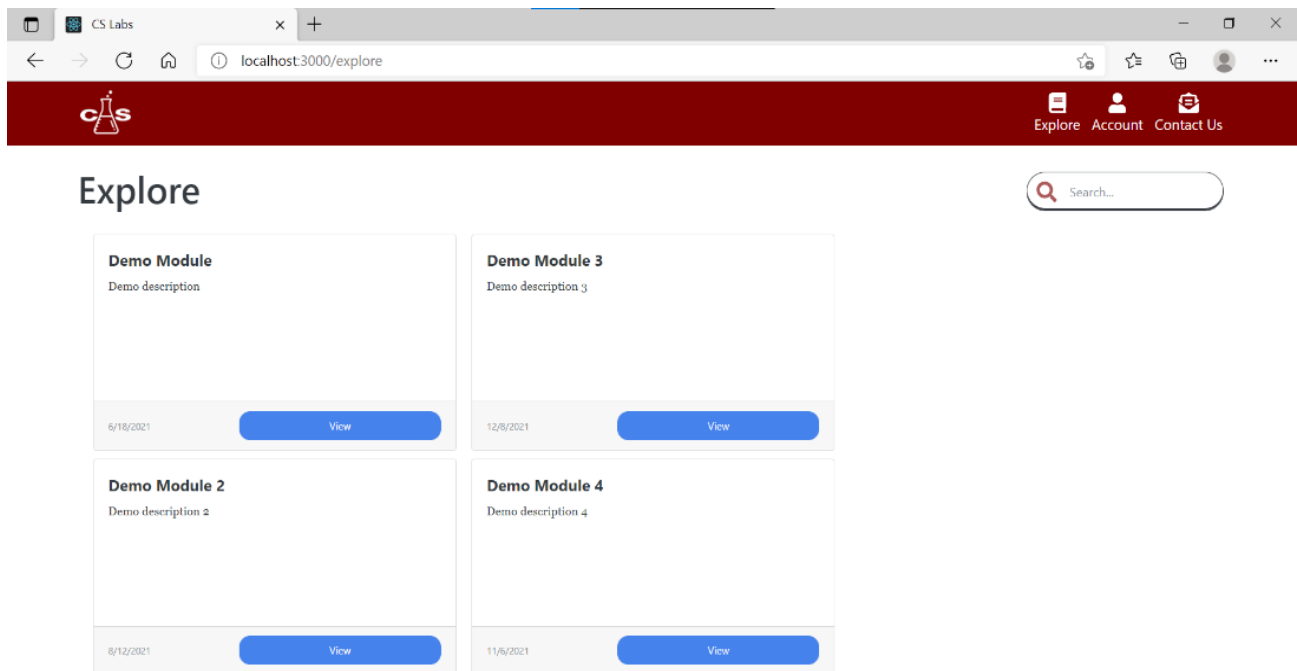 CS Labs
localhost:3000/explore
CS
Explore Account Contact Us
Explore
Search...
Demo Module
Demo description
6/18/2021 View
Demo Module 3
Demo description 3
12/8/2021 View
Demo Module 2
Demo description 2
8/12/2021 View
Demo Module 4
Demo description 4
11/6/2021 View